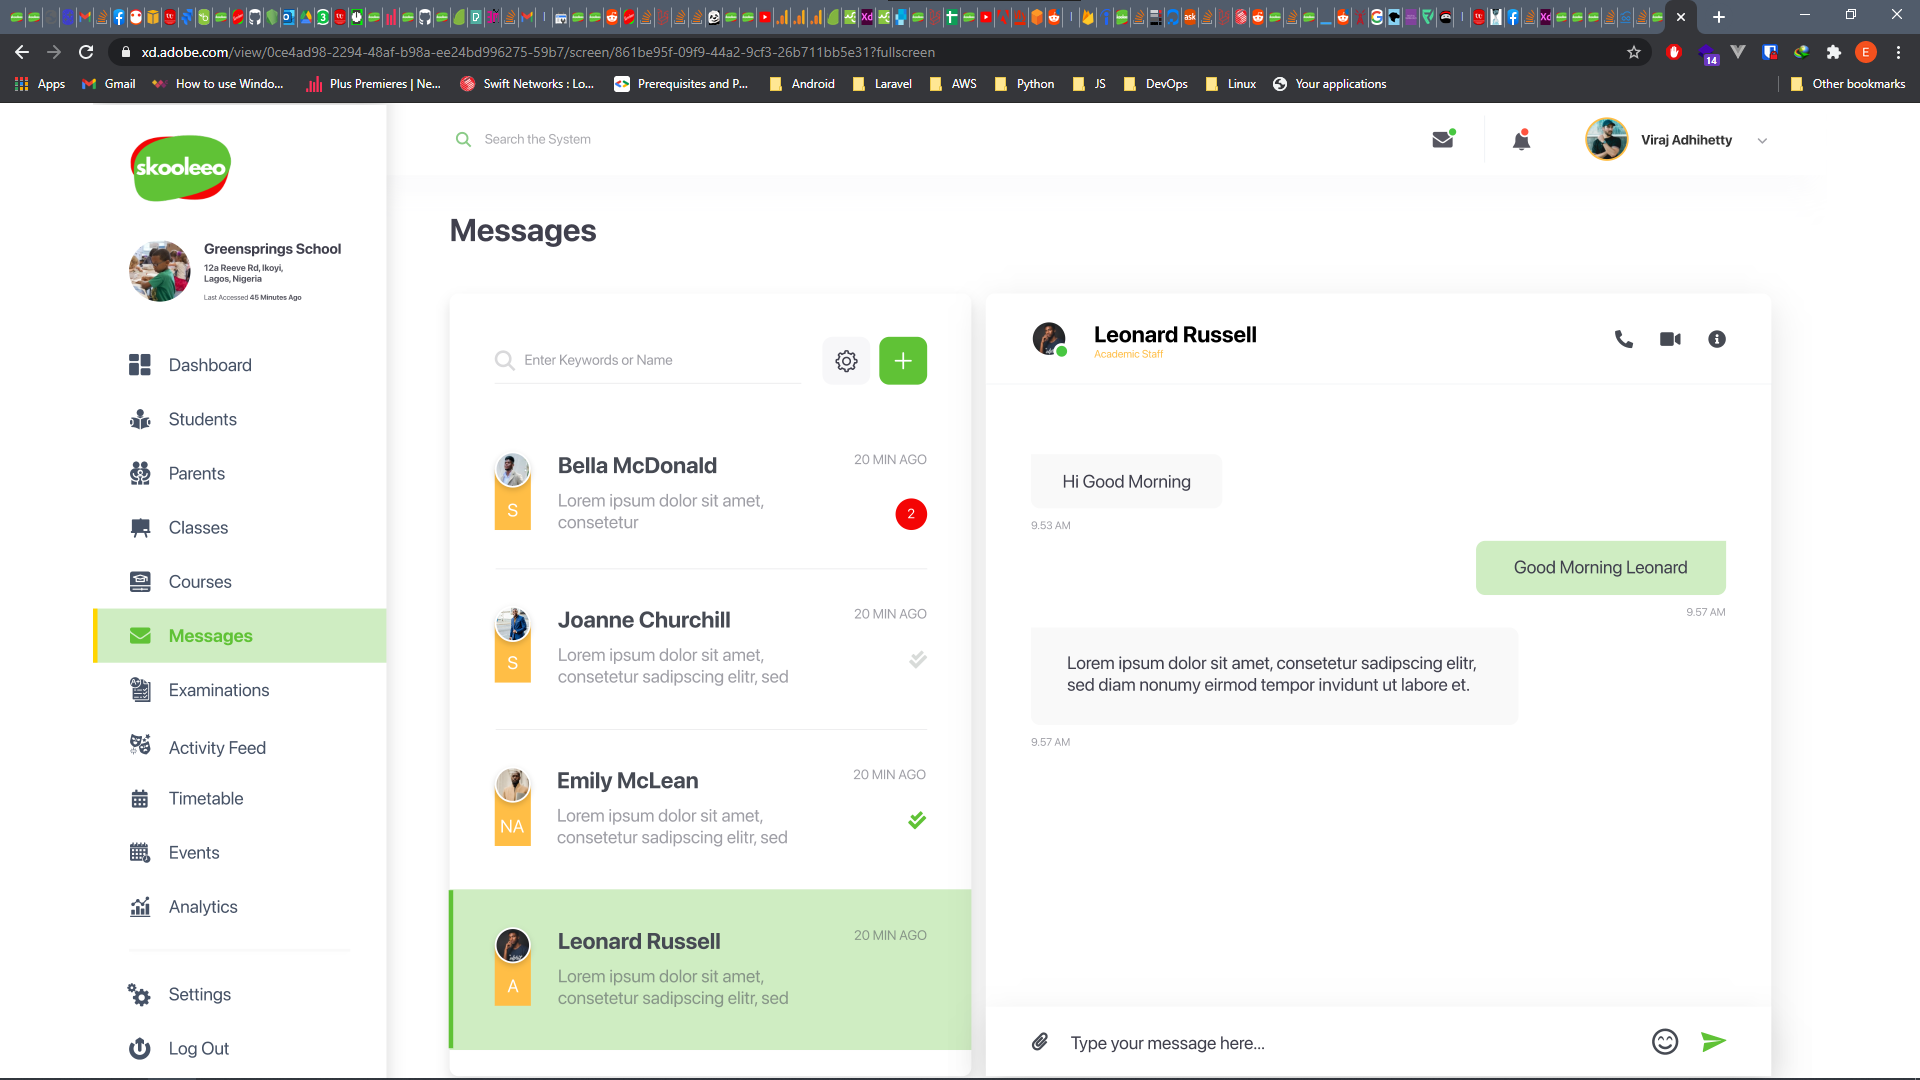 xd.adobe.com/view/0ce4ad98-2294-48af-b98a-ee24bd996275-59b7/screen/861be95f-09f9-44a2-9cf3-26b711bb5e31?fullscreen
14
E
Apps
Gmail
How to use Windo...
Plus Premieres | Ne...
Swift Networks : Lo...
Prerequisites and P...
Android
Laravel
AWS
Python
JS
DevOps
Linux
Your applications
Other bookmarks
skooleeo
Greensprings School
12a Reeve Rd, Ikoyi,
Lagos, Nigeria
Last Accessed 45 Minutes Ago
Dashboard
Students
Parents
Classes
Courses
Messages
Examinations
Activity Feed
Timetable
Events
Analytics
Settings
Log Out
Search the System
Viraj Adhihetty
Messages
Enter Keywords or Name
Bella McDonald
20 MIN AGO
Lorem ipsum dolor sit amet,
consetetur
S
2
Joanne Churchill
20 MIN AGO
Lorem ipsum dolor sit amet,
consetetur sadipscing elitr, sed
S
Emily McLean
20 MIN AGO
Lorem ipsum dolor sit amet,
consetetur sadipscing elitr, sed
NA
Leonard Russell
20 MIN AGO
Lorem ipsum dolor sit amet,
consetetur sadipscing elitr, sed
A
Leonard Russell
Academic Staff
Hi Good Morning
9.53 AM
Good Morning Leonard
9.57 AM
Lorem ipsum dolor sit amet, consetetur sadipscing elitr,
sed diam nonumy eirmod tempor invidunt ut labore et.
9.57 AM
Type your message here...